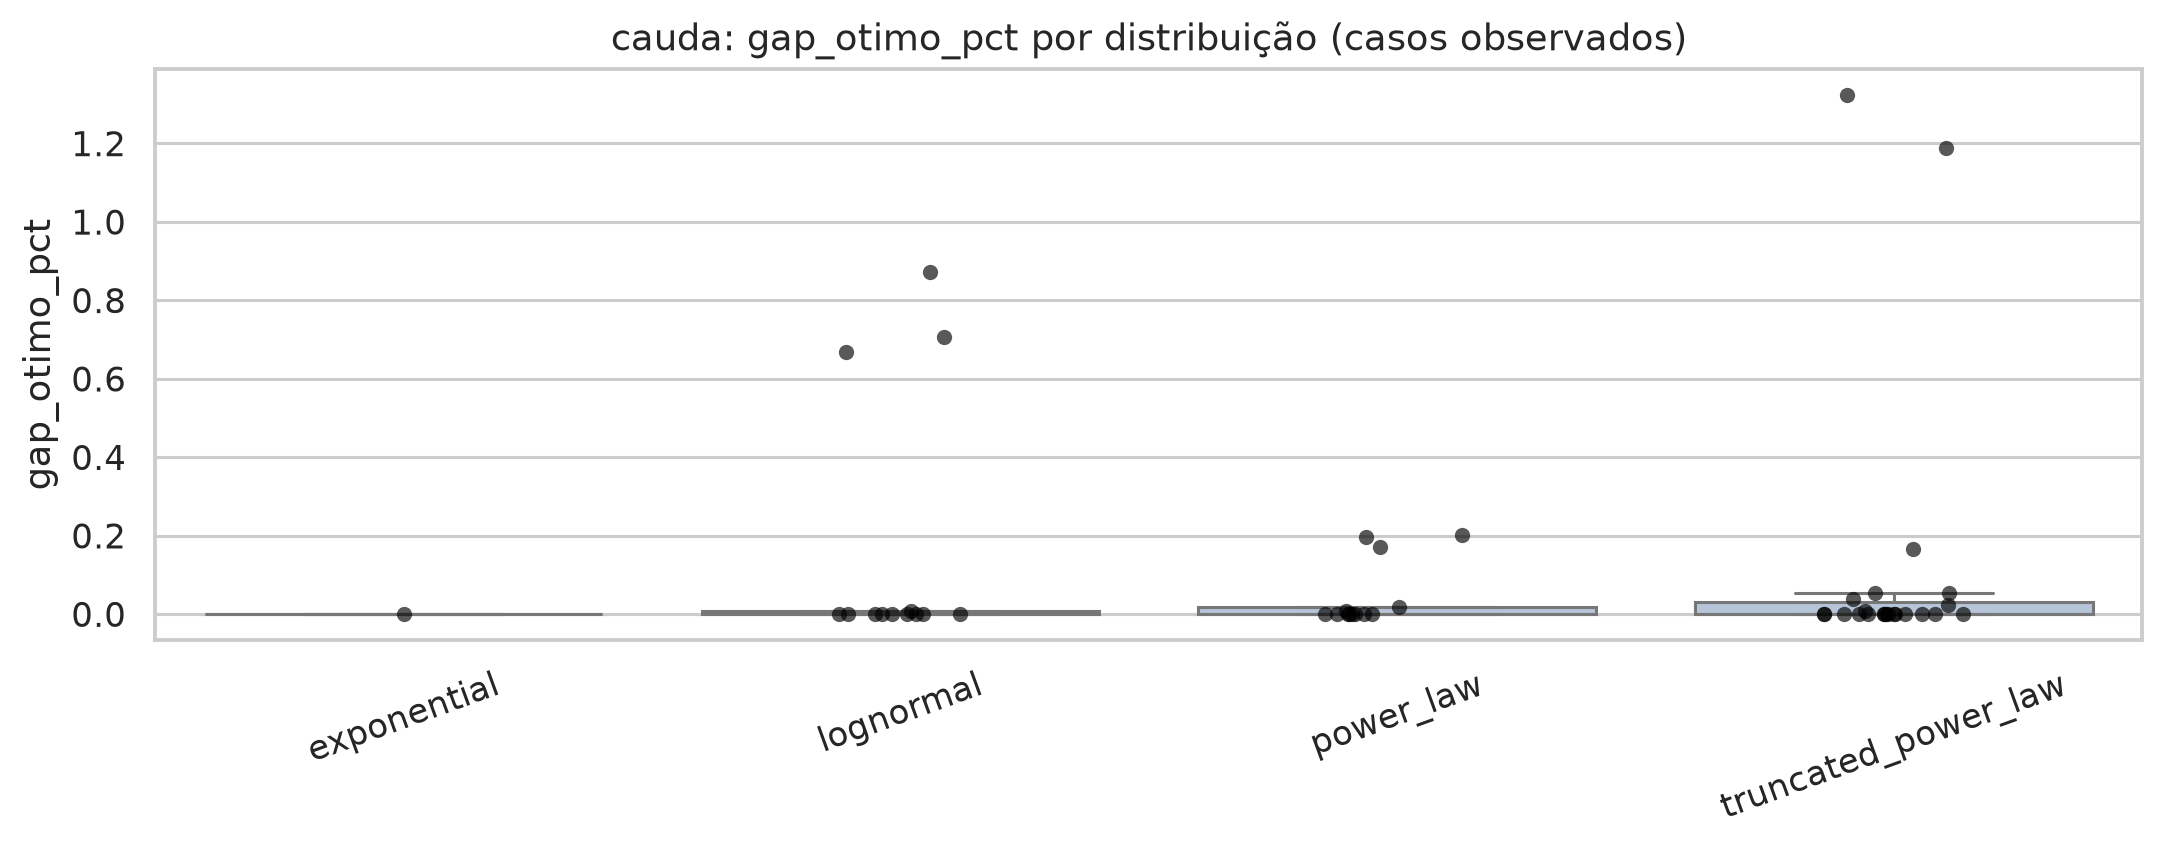 cauda: gap_otimo_pct por distribuição (casos observados)
gap_otimo_pct
1.2
1.0
0.8
0.6
0.4
0.2
0.0
exponential
lognormal
power_law
truncated_power_law